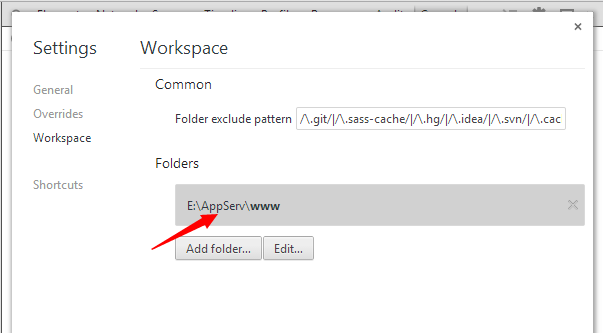 Settings
Workspace
General
Overrides
Workspace
Shortcuts
Common
Folder exclude pattern /\.git/|/\.sass-cache/|/\.hg/|/\.idea/|/\.svn/|/\.cac
Folders
E:\AppServ\www
Add folder... Edit...